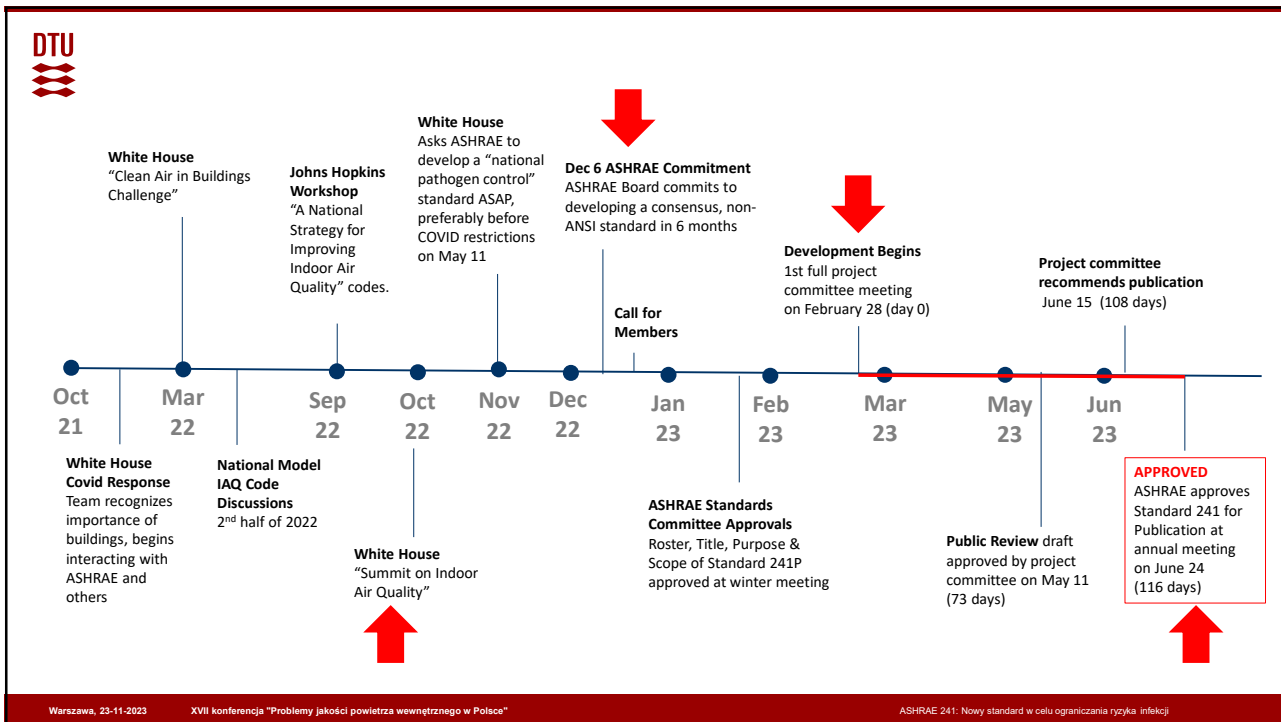 DTU
White House
“Clean Air in Buildings
Challenge”
Johns Hopkins
Workshop
“A National
Strategy for
Improving
Indoor Air
Quality” codes.
White House
Asks ASHRAE to
develop a “national
pathogen control”
standard ASAP,
preferably before
COVID restrictions
on May 11
Dec 6 ASHRAE Commitment
ASHRAE Board commits to
developing a consensus, non-
ANSI standard in 6 months
Call for
Members
Development Begins
1st full project
committee meeting
on February 28 (day 0)
Project committee
recommends publication
June 15 (108 days)
Oct
21
Mar
22
Sep
22
Oct
22
Nov
22
Dec
22
Jan
23
Feb
23
Mar
23
May
23
Jun
23
White House
Covid Response
Team recognizes
importance of
buildings, begins
interacting with
ASHRAE and
others
National Model
IAQ Code
Discussions
2nd half of 2022
White House
“Summit on Indoor
Air Quality”
ASHRAE Standards
Committee Approvals
Roster, Title, Purpose &
Scope of Standard 241P
approved at winter meeting
Public Review draft
approved by project
committee on May 11
(73 days)
APPROVED
ASHRAE approves
Standard 241 for
Publication at
annual meeting
on June 24
(116 days)
Warszawa, 23-11-2023
XVII konferencja "Problemy jakości powietrza wewnętrznego w Polsce"
ASHRAE 241: Nowy standard w celu ograniczania ryzyka infekcji